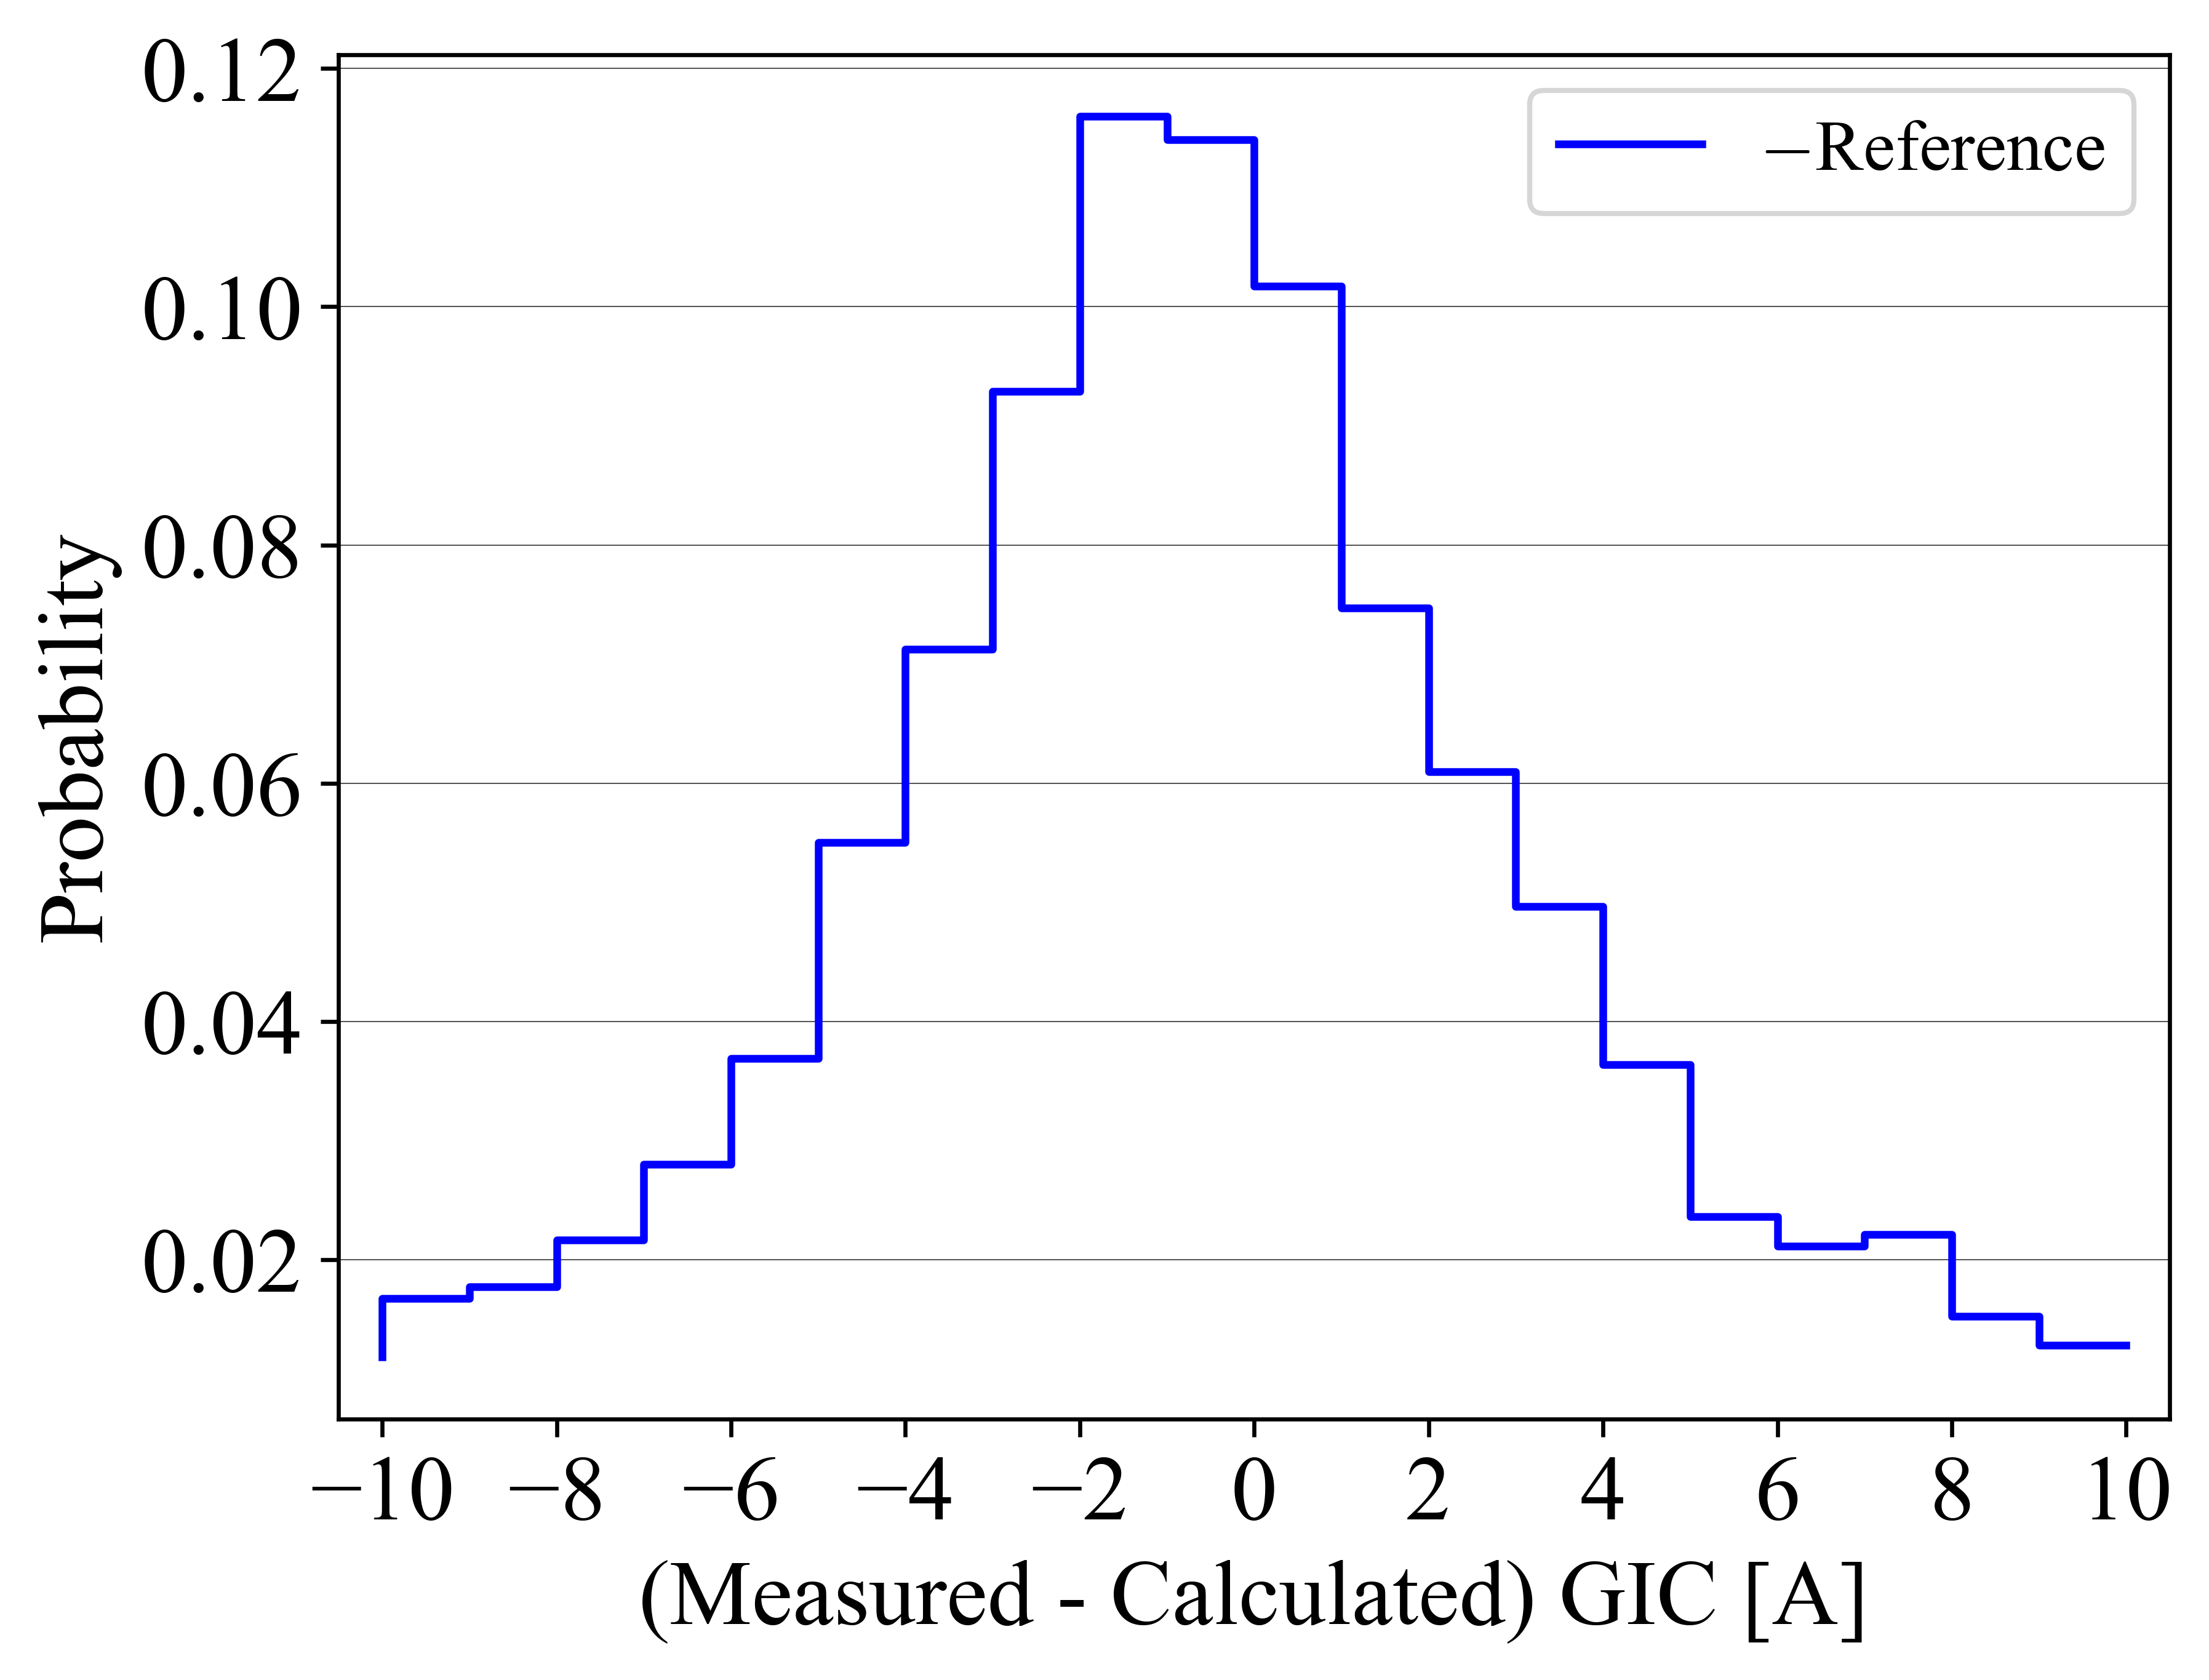 0.12
0.10
0.08
0.06
0.04
0.02
Probability
−Reference
−10 −8 −6 −4 −2 0 2 4 6 8 10
(Measured - Calculated) GIC [A]